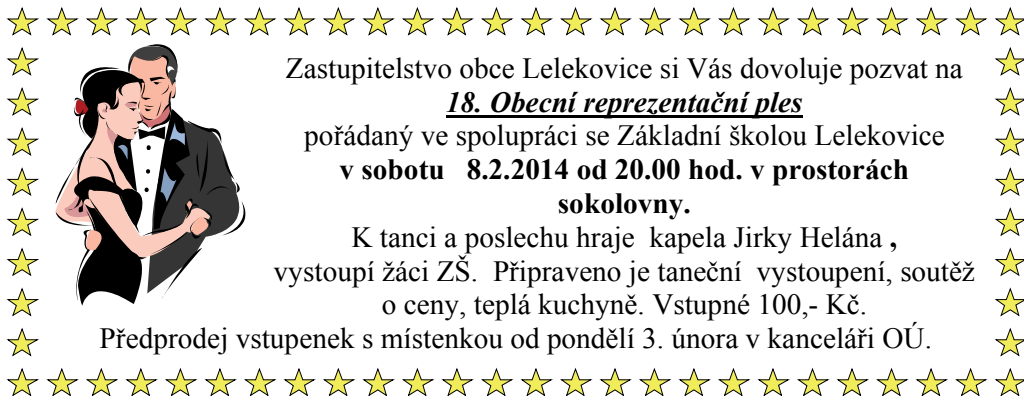 Zastupitelstvo obce Lelekovice si Vás dovoluje pozvat na
18. Obecní reprezentační ples
pořádaný ve spolupráci se Základní školou Lelekovice
v sobotu   8.2.2014 od 20.00 hod. v prostorách
sokolovny.
K tanci a poslechu hraje  kapela Jirky Helána ,
vystoupí žáci ZŠ.  Připraveno je taneční  vystoupení, soutěž
o ceny, teplá kuchyně. Vstupné 100,- Kč.
Předprodej vstupenek s místenkou od pondělí 3. února v kanceláři OÚ.